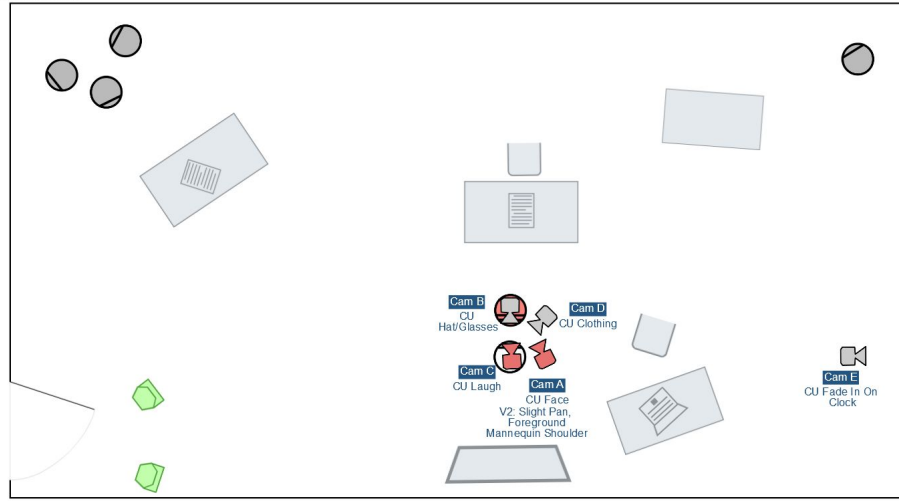 Cam B
CU
Hat/Glasses
Cam D
CU Clothing
Cam C
CU Laugh
Cam A
CU Face
V2: Slight Pan,
Foreground
Mannequin Shoulder
Cam E
CU Fade In On
Clock